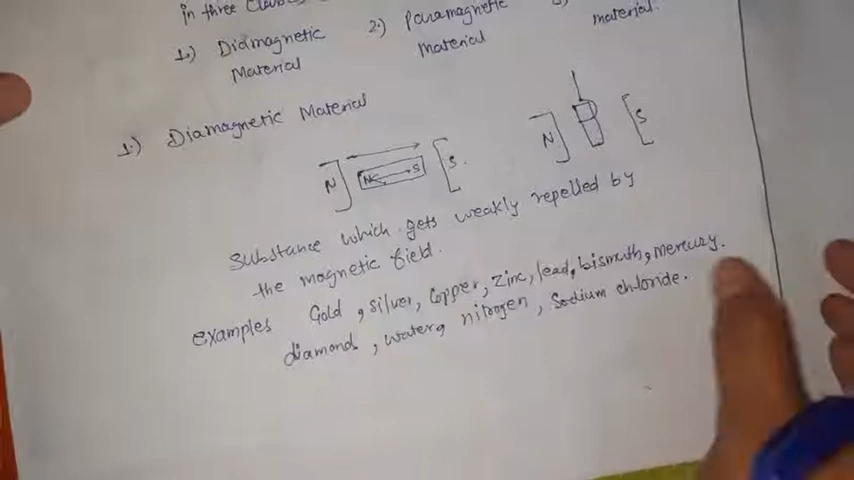 in three
1.) Diamagnetic Material
2.) Paramagnetic Material
material.
1.) Diamagnetic Material
N N S S.
N S
Substance which gets weakly repelled by
the magnetic field.
examples Gold, silver, Copper, Zinc, lead, bismuth, mercury.
diamond, water, nitrogen, Sodium chloride.